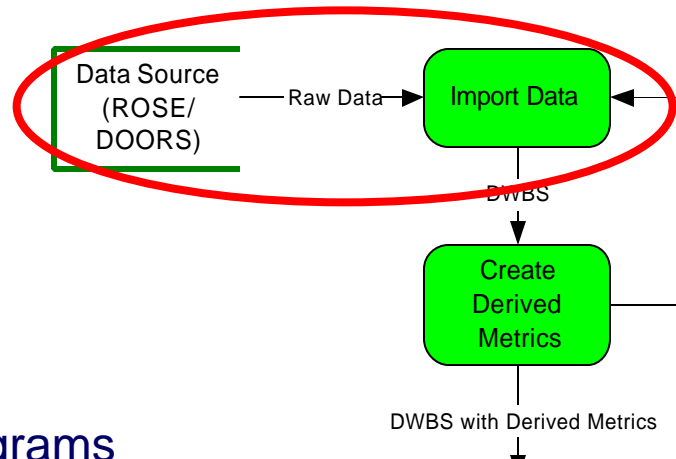 Data Source
(ROSE/
DOORS)
Raw Data
Import Data
DWBS
Create
Derived
Metrics
DWBS with Derived Metrics
grams